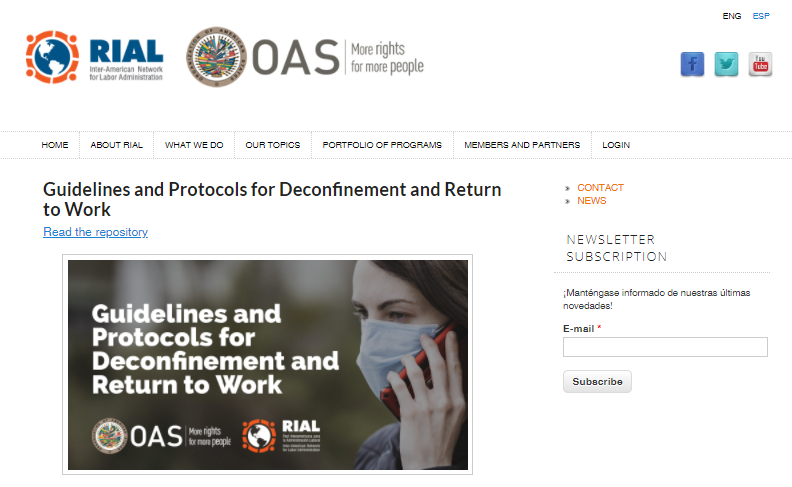 ENG ESP
RIAL
Inter-American Network
for Labor Administration
OAS
More rights
for more people
You
Tube
HOME
ABOUT RIAL
WHAT WE DO
OUR TOPICS
PORTFOLIO OF PROGRAMS
MEMBERS AND PARTNERS
LOGIN
Guidelines and Protocols for Deconfinement and Return
to Work
Read the repository
Guidelines and
Protocols for
Deconfinement and
Return to Work
OAS
More rights
for more people
RIAL
CONTACT
NEWS
NEWSLETTER
SUBSCRIPTION
¡Manténgase informado de nuestras últimas
novedades!
E-mail *
Subscribe